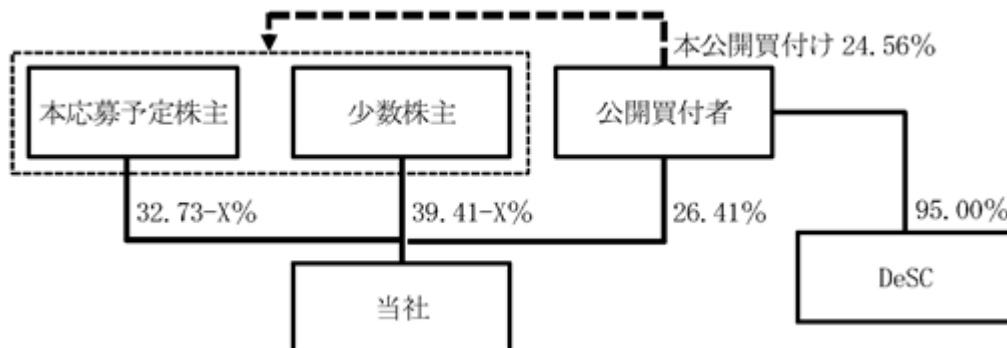 本公開買付け 24.56%
本応募予定株主
少数株主
公開買付者
32.73-X%
39.41-X%
26.41%
95.00%
当社
DeSC